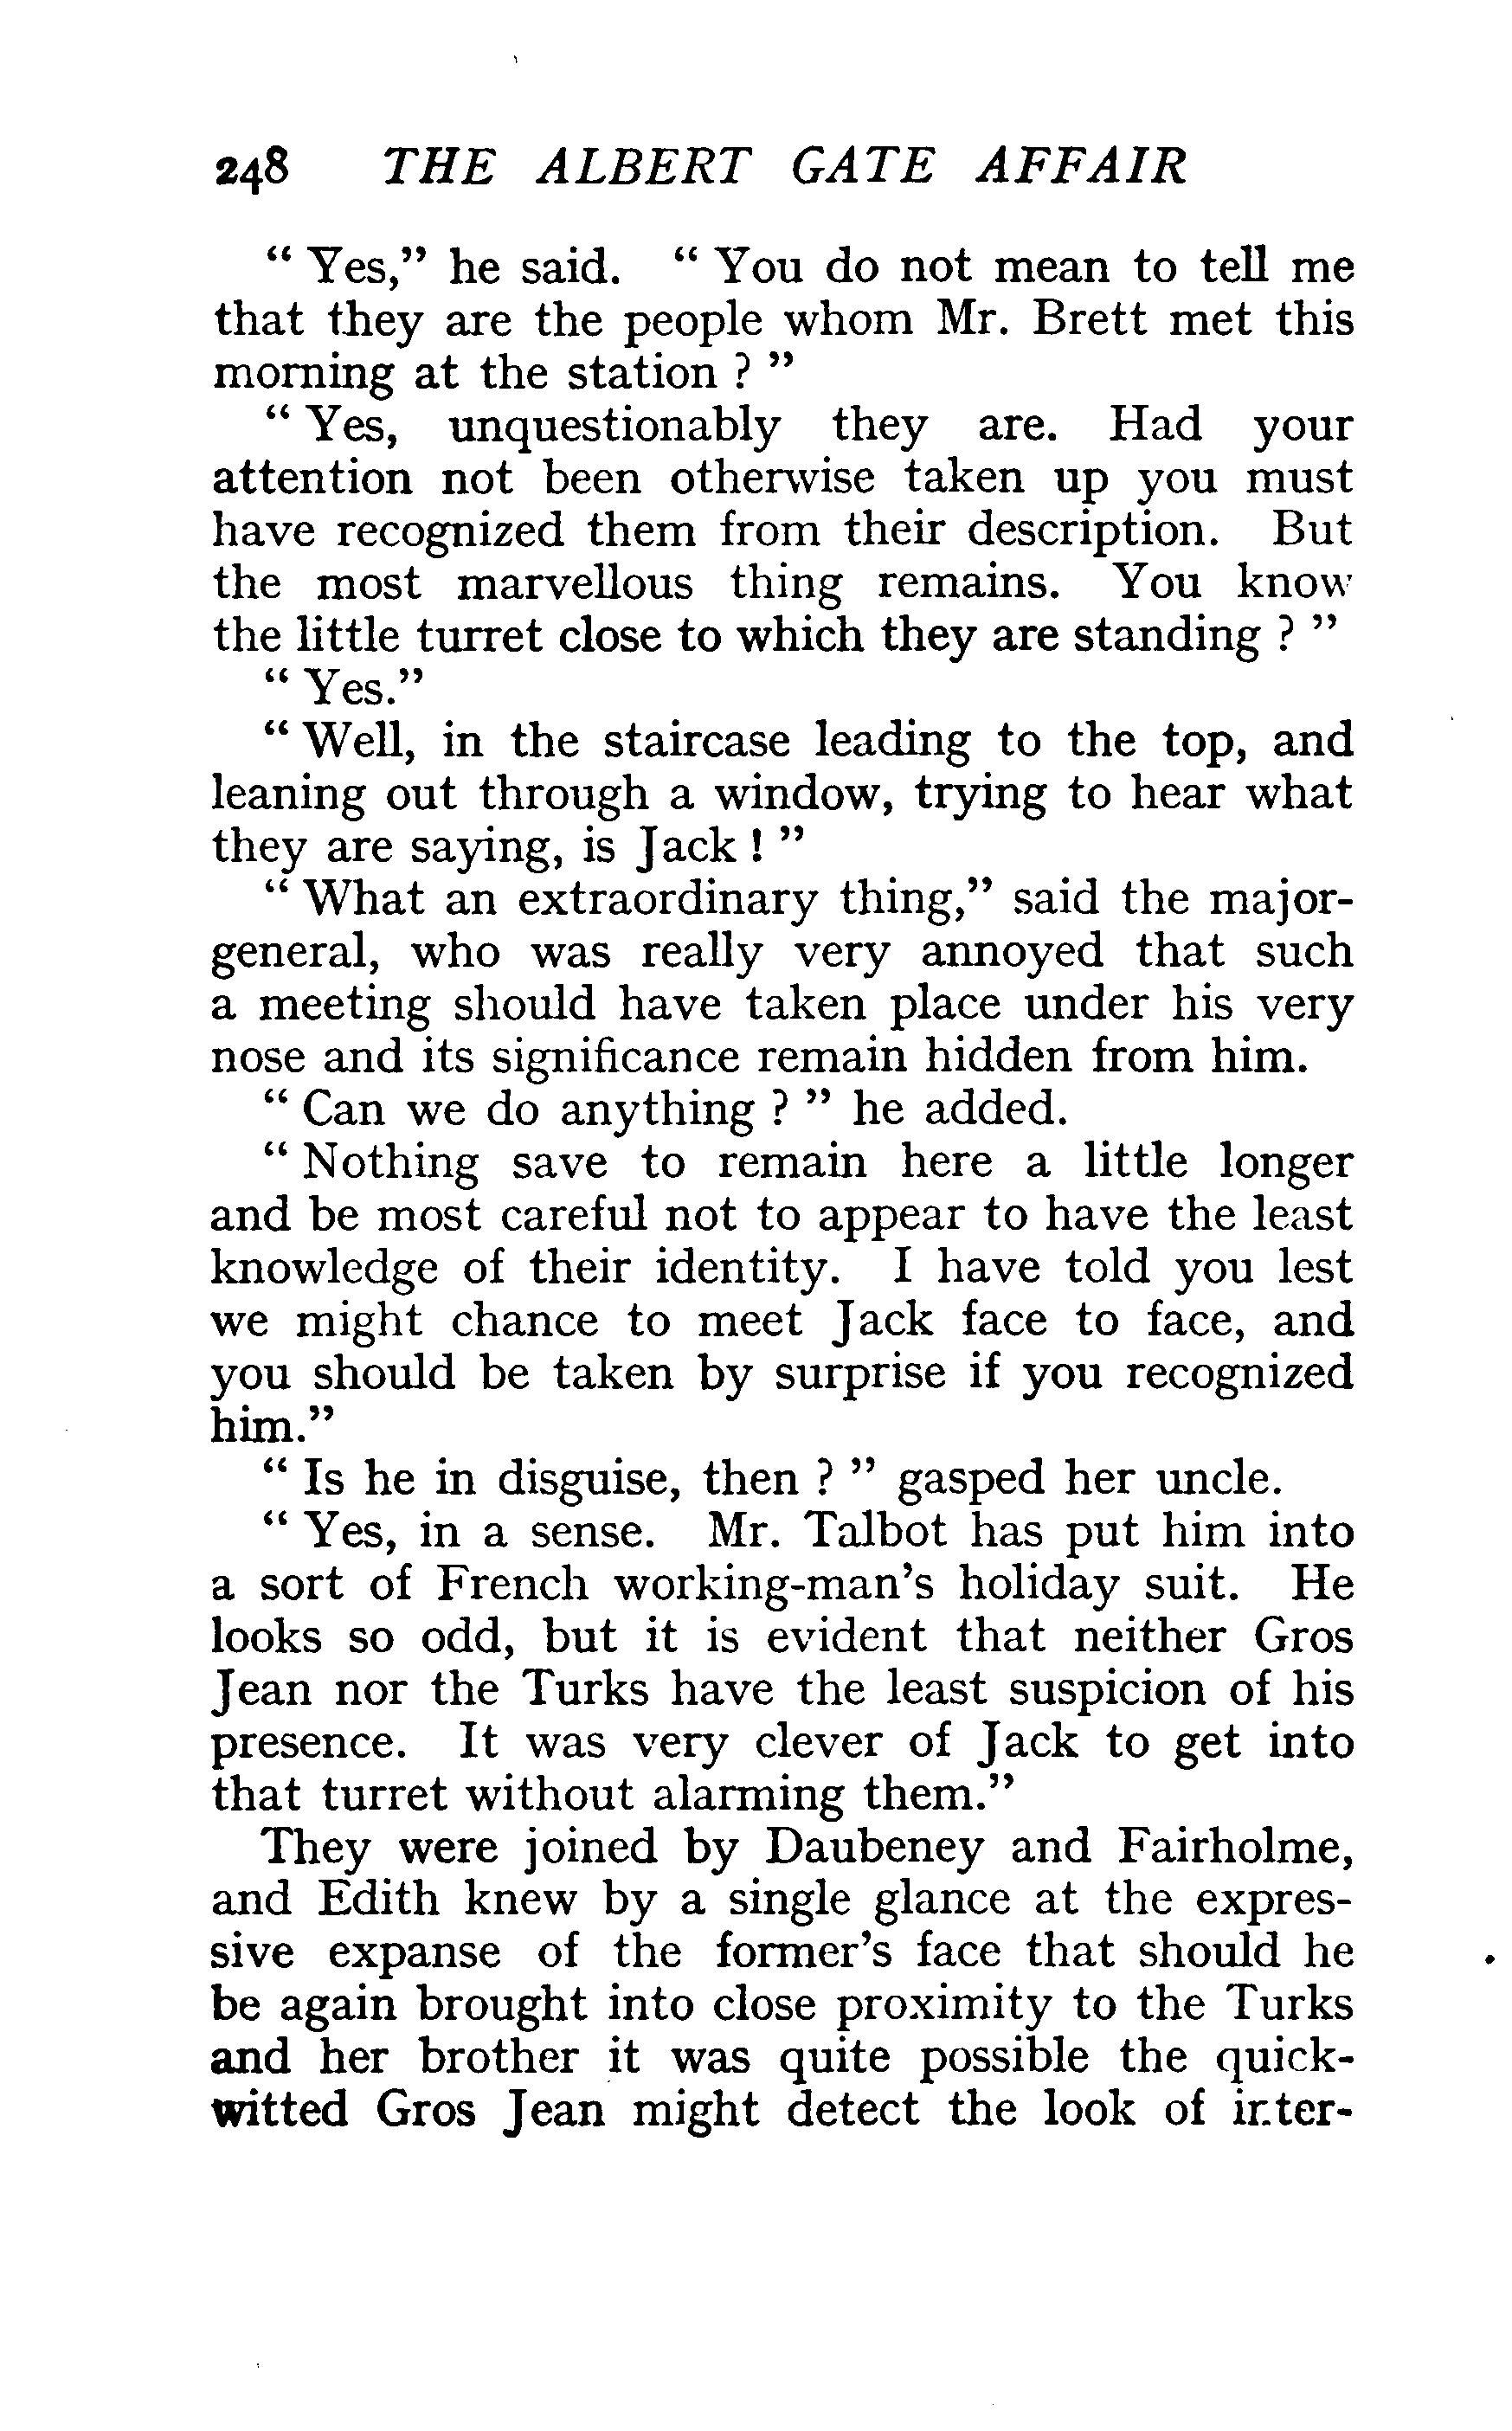 248 THE ALBERT GATE AFFAIR
“ Yes,” he said. “ You do not mean to tell me
that they are the people whom Mr. Brett met this
morning at the station ? ”
“ Yes, unquestionably they are. Had your
attention not been otherwise taken up you must
have recognized them from their description. But
the most marvellous thing remains. You know
the little turret close to which they are standing ? ”
“ Yes.”
“ Well, in the staircase leading to the top, and
leaning out through a window, trying to hear what
they are saying, is Jack ! ”
“ What an extraordinary thing,” said the major-
general, who was really very annoyed that such
a meeting should have taken place under his very
nose and its significance remain hidden from him.
“ Can we do anything ? ” he added.
“ Nothing save to remain here a little longer
and be most careful not to appear to have the least
knowledge of their identity. I have told you lest
we might chance to meet Jack face to face, and
you should be taken by surprise if you recognized
him.”
“ Is he in disguise, then ? ” gasped her uncle.
“ Yes, in a sense. Mr. Talbot has put him into
a sort of French working-man’s holiday suit. He
looks so odd, but it is evident that neither Gros
Jean nor the Turks have the least suspicion of his
presence. It was very clever of Jack to get into
that turret without alarming them.”
They were joined by Daubeney and Fairholme,
and Edith knew by a single glance at the expres-
sive expanse of the former’s face that should he
be again brought into close proximity to the Turks
and her brother it was quite possible the quick-
witted Gros Jean might detect the look of inter-